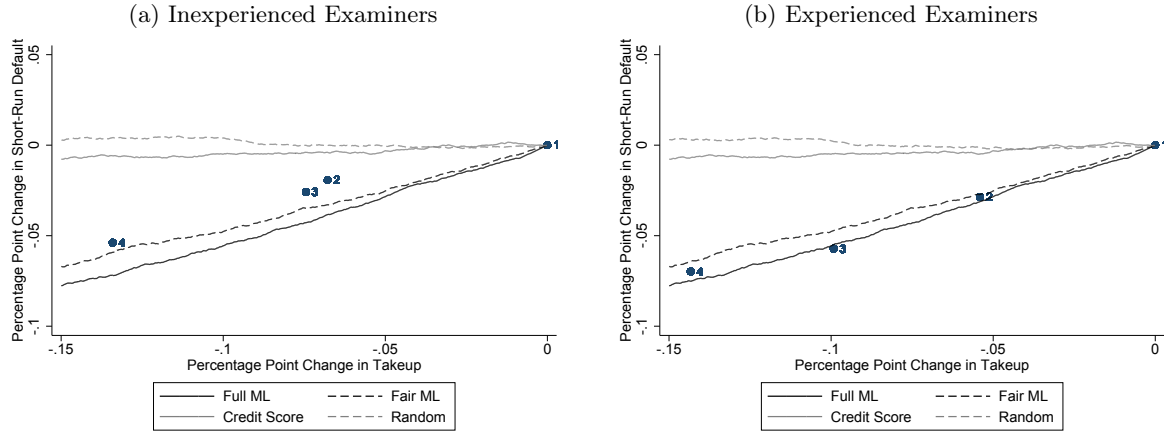 (a) Inexperienced Examiners
Percentage Point Change in Short-Run Default
.05
0
-.05
-.1
1
2
3
4
-.15
-.1
-.05
0
Percentage Point Change in Takeup
Full ML
Fair ML
Credit Score
Random
(b) Experienced Examiners
Percentage Point Change in Short-Run Default
.05
0
-.05
-.1
1
2
3
4
-.15
-.1
-.05
0
Percentage Point Change in Takeup
Full ML
Fair ML
Credit Score
Random